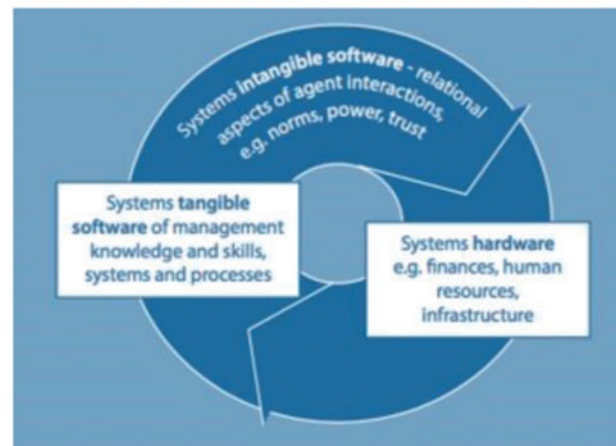 Systems intangible software - relational
aspects of agent interactions,
e.g. norms, power, trust
Systems tangible
software of management
knowledge and skills,
systems and processes
Systems hardware
e.g. finances, human
resources,
infrastructure